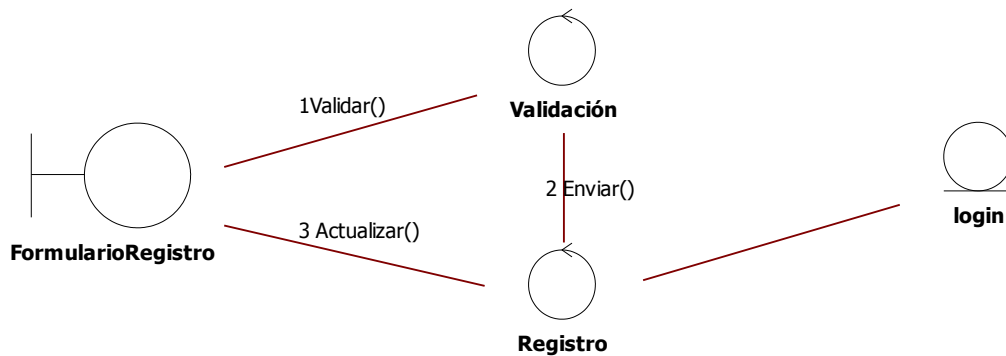 1Validar()
Validación
FormularioRegistro
2 Enviar()
login
3 Actualizar()
Registro